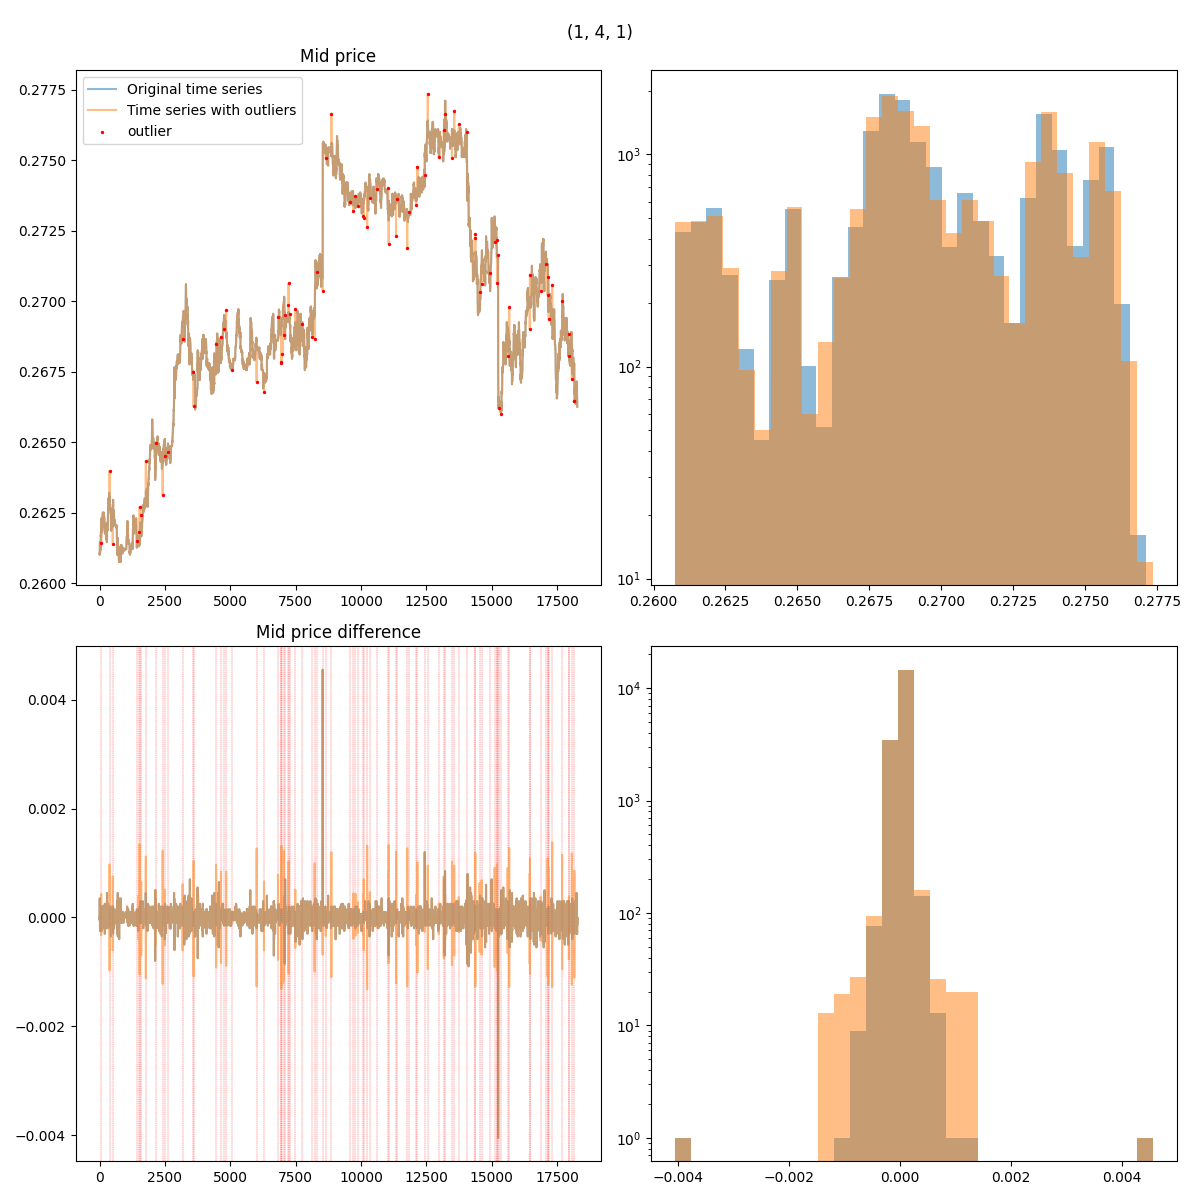 (1, 4, 1)
Mid price
Original time series
Time series with outliers
outlier
0.2775
0.2750
0.2725
0.2700
0.2675
0.2650
0.2625
0.2600
0 2500 5000 7500 10000 12500 15000 17500
10³
10²
10¹
0.2600 0.2625 0.2650 0.2675 0.2700 0.2725 0.2750 0.2775
Mid price difference
0.004
0.002
0.000
−0.002
−0.004
0 2500 5000 7500 10000 12500 15000 17500
10⁴
10³
10²
10¹
10⁰
−0.004 −0.002 0.000 0.002 0.004